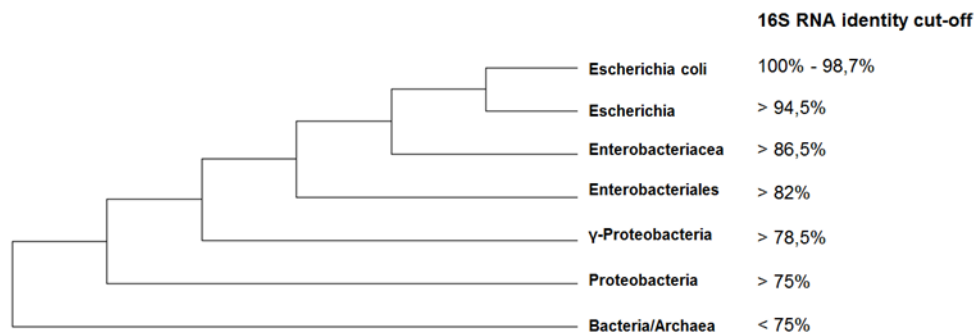 16S RNA identity cut-off
Escherichia coli 100% - 98,7%
Escherichia > 94,5%
Enterobacteriacea > 86,5%
Enterobacteriales > 82%
γ-Proteobacteria > 78,5%
Proteobacteria > 75%
Bacteria/Archaea < 75%